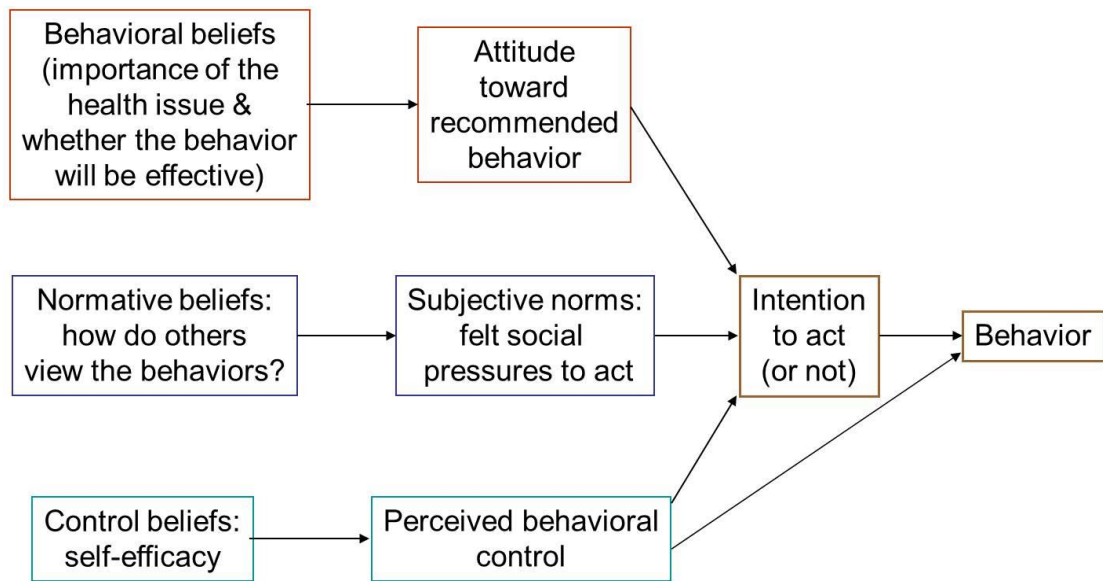 Behavioral beliefs
(importance of the
health issue &
whether the behavior
will be effective)
Attitude
toward
recommended
behavior
Normative beliefs:
how do others
view the behaviors?
Subjective norms:
felt social
pressures to act
Intention
to act
(or not)
Behavior
Control beliefs:
self-efficacy
Perceived behavioral
control